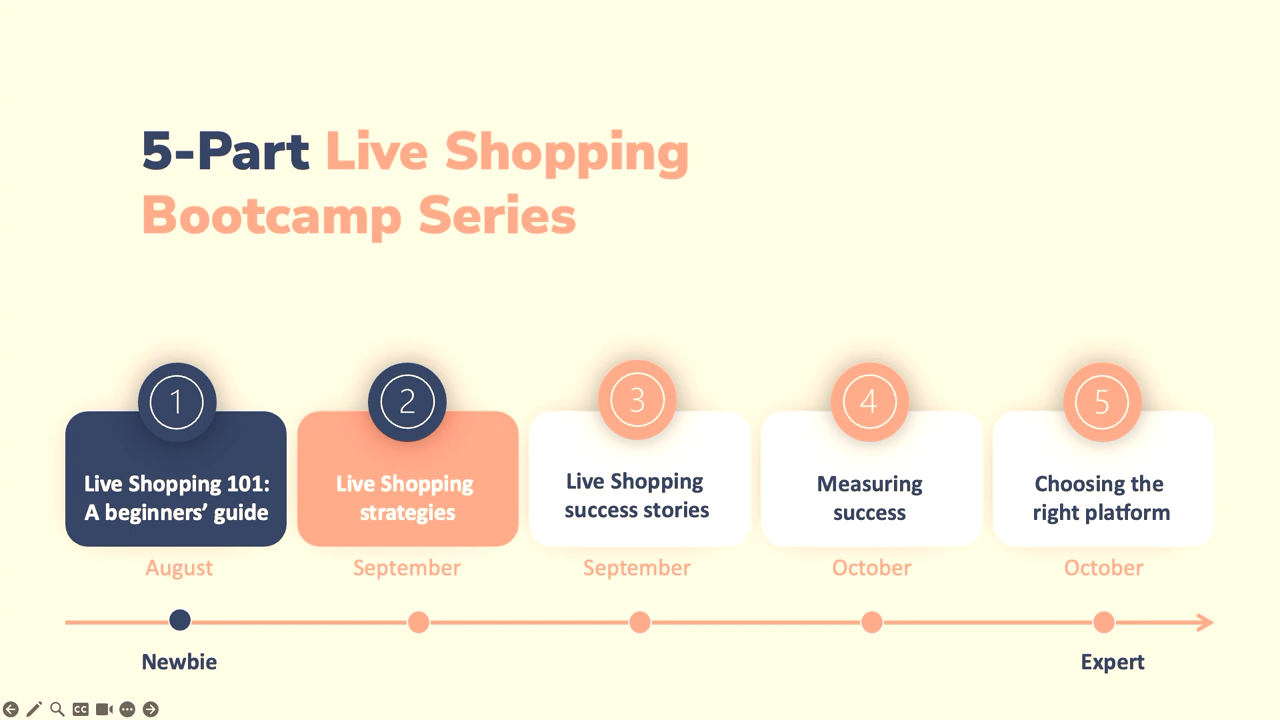 5-Part Live Shopping
Bootcamp Series
1
Live Shopping 101:
A beginners’ guide
August
2
Live Shopping
strategies
September
3
Live Shopping
success stories
September
4
Measuring
success
October
5
Choosing the
right platform
October
Newbie
Expert
CC